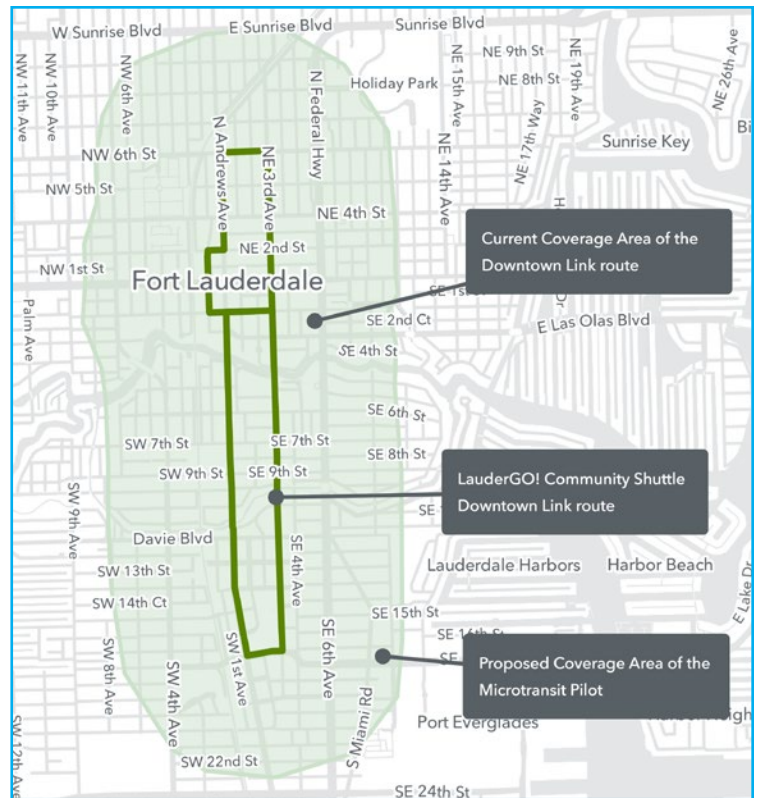 W Sunrise Blvd
E Sunrise Blvd
Sunrise Blvd
NW 11th Ave
NW 10th Ave
NW 6th Ave
N Andrews Ave
NE 3rd Ave
N Federal Hwy
Holiday Park
NE 15th Ave
NE 9th St
NE 8th St
NE 19th Ave
NE 26th Ave
NE 17th Way
Sunrise Key
NE 14th Ave
NW 6th St
NW 5th St
NE 4th St
NE 2nd St
NW 1st St
Fort Lauderdale
Current Coverage Area of the
Downtown Link route
Palm Ave
SE 2nd Ct
E Las Olas Blvd
SE 4th St
SE 6th St
SW 7th St
SE 7th St
SE 8th St
SW 9th St
SE 9th St
LauderGO! Community Shuttle
Downtown Link route
SW 9th Ave
Davie Blvd
SE 4th Ave
Lauderdale Harbors
Harbor Beach
E Lake Dr
SW 13th St
SW 14th Ct
SE 15th St
SE 16th St
SW 8th Ave
SW 4th Ave
SW 1st Ave
SE 6th Ave
S Miami Rd
Proposed Coverage Area of the
Microtransit Pilot
Port Everglades
SW 12th Ave
SW 22nd St
SE 24th St